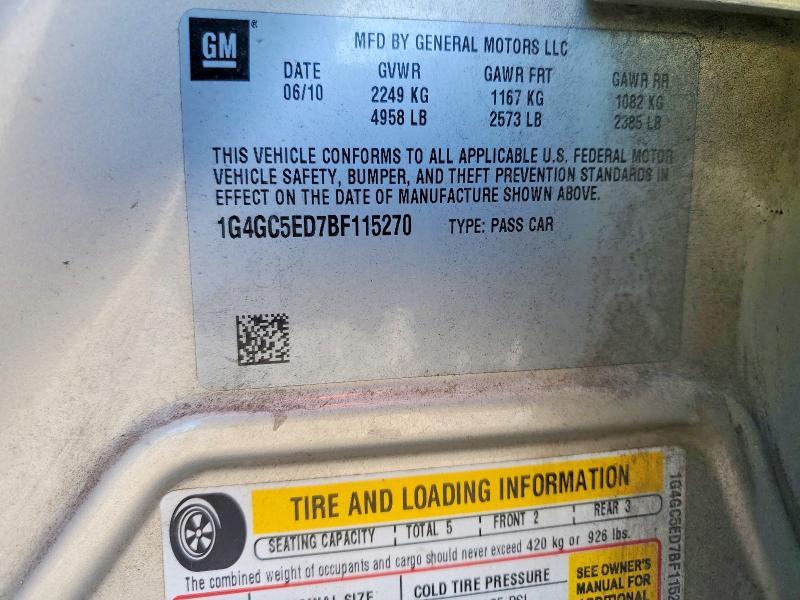 GM
MFD BY GENERAL MOTORS LLC
DATE GVWR GAWR FRT GAWR RR
06/10 2249 KG 1167 KG 1082 KG
4958 LB 2573 LB 2385 LB
THIS VEHICLE CONFORMS TO ALL APPLICABLE U.S. FEDERAL MOTOR
VEHICLE SAFETY, BUMPER, AND THEFT PREVENTION STANDARDS IN
EFFECT ON THE DATE OF MANUFACTURE SHOWN ABOVE.
1G4GC5ED7BF115270 TYPE: PASS CAR
TIRE AND LOADING INFORMATION
SEATING CAPACITY TOTAL 5 FRONT 2 REAR 3
The combined weight of occupants and cargo should never exceed 420 kg or 926 lbs.
COLD TIRE PRESSURE
SEE OWNER'S
MANUAL FOR
1G4GC5ED7BF1152